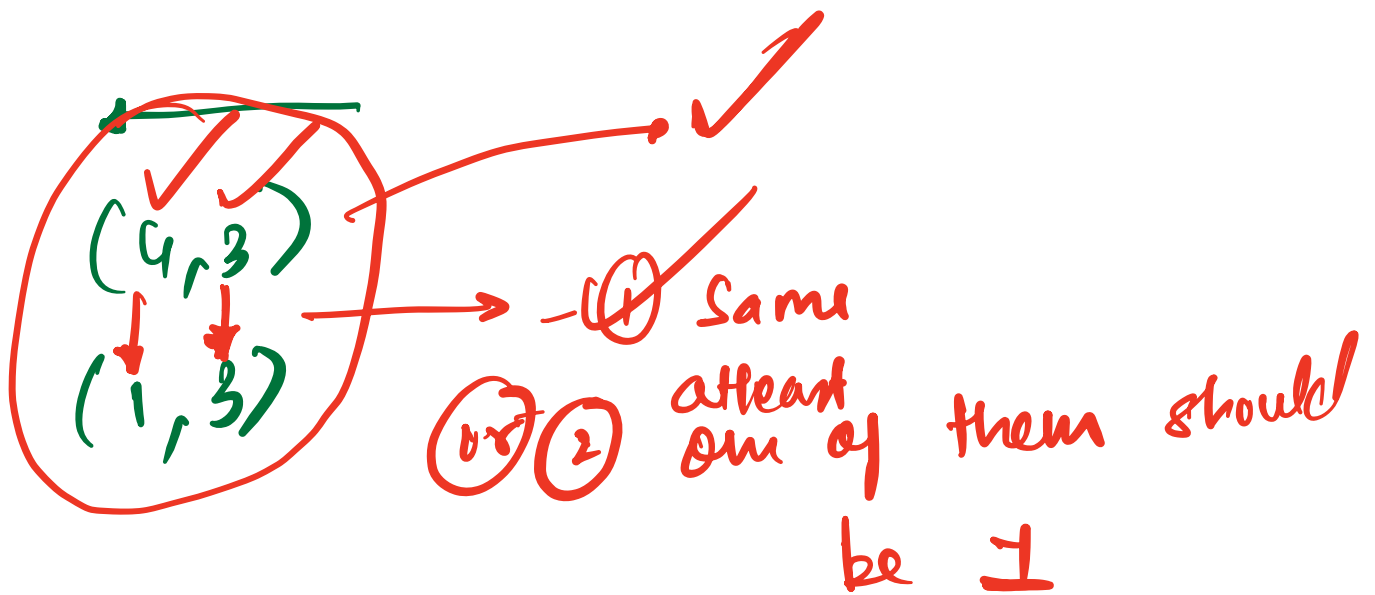 (4,3)
(1,3)
① same
or ② atleast
one of them should
be 1